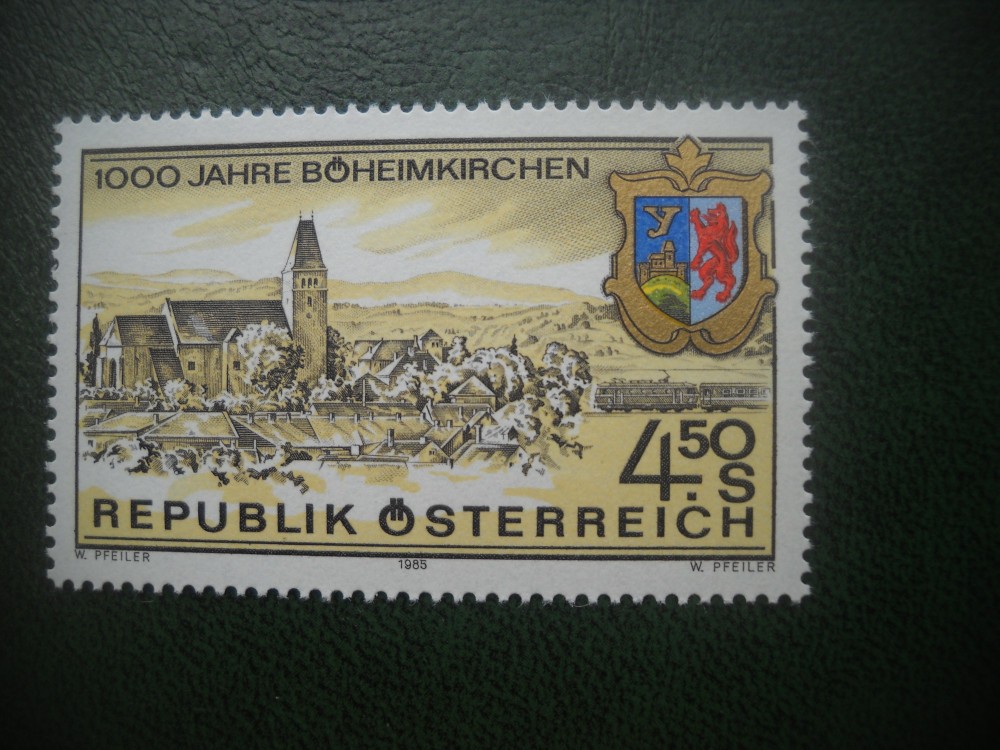 1000 JAHRE BÖHEIMKIRCHEN
Y
4.50
S
REPUBLIK ÖSTERREICH
W. PFEILER 1985 W. PFEILER